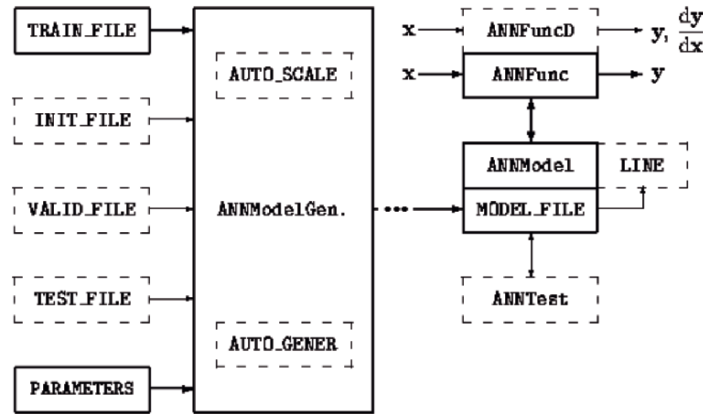 TRAIN_FILE
INIT_FILE
VALID_FILE
TEST_FILE
PARAMETERS
AUTO_SCALE
ANNModelGen.
AUTO_GENER
x
ANNFuncD
y, dy/dx
x
ANNFunc
y
ANNModel
LINE
MODEL_FILE
ANNTest